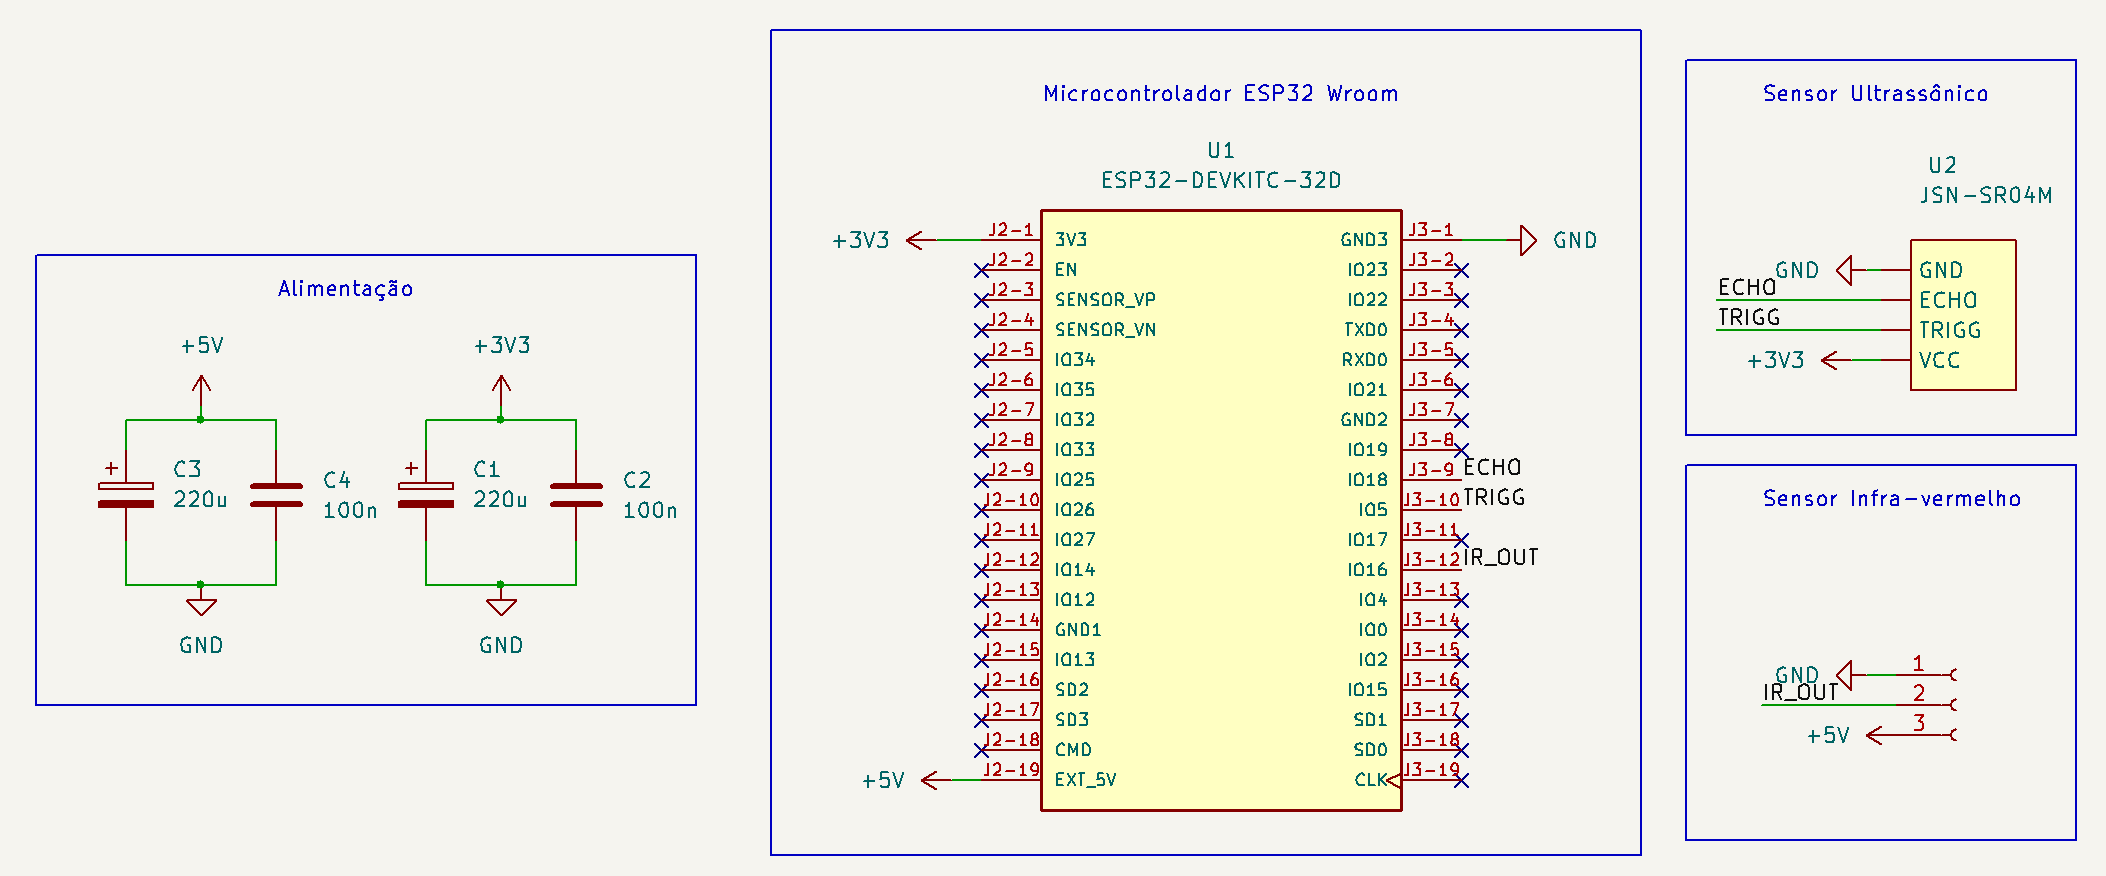 Alimentação
+5V
+3V3
+
C3
220u
C4
100n
+
C1
220u
C2
100n
GND
GND
Microcontrolador ESP32 Wroom
U1
ESP32-DEVKITC-32D
+3V3
J2-1 3V3
J2-2 EN
J2-3 SENSOR_VP
J2-4 SENSOR_VN
J2-5 IO34
J2-6 IO35
J2-7 IO32
J2-8 IO33
J2-9 IO25
J2-10 IO26
J2-11 IO27
J2-12 IO14
J2-13 IO12
J2-14 GND1
J2-15 IO13
J2-16 SD2
J2-17 SD3
J2-18 CMD
+5V J2-19 EXT_5V
GND3 J3-1 GND
IO23 J3-2
IO22 J3-3
TXD0 J3-4
RXD0 J3-5
IO21 J3-6
GND2 J3-7
IO19 J3-8
IO18 J3-9 ECHO
IO5 J3-10 TRIGG
IO17 J3-11
IO16 J3-12 IR_OUT
IO4 J3-13
IO0 J3-14
IO2 J3-15
IO15 J3-16
SD1 J3-17
SD0 J3-18
CLK J3-19
Sensor Ultrassônico
U2
JSN-SR04M
GND GND
ECHO ECHO
TRIGG TRIGG
+3V3 VCC
Sensor Infra-vermelho
GND 1
IR_OUT 2
+5V 3